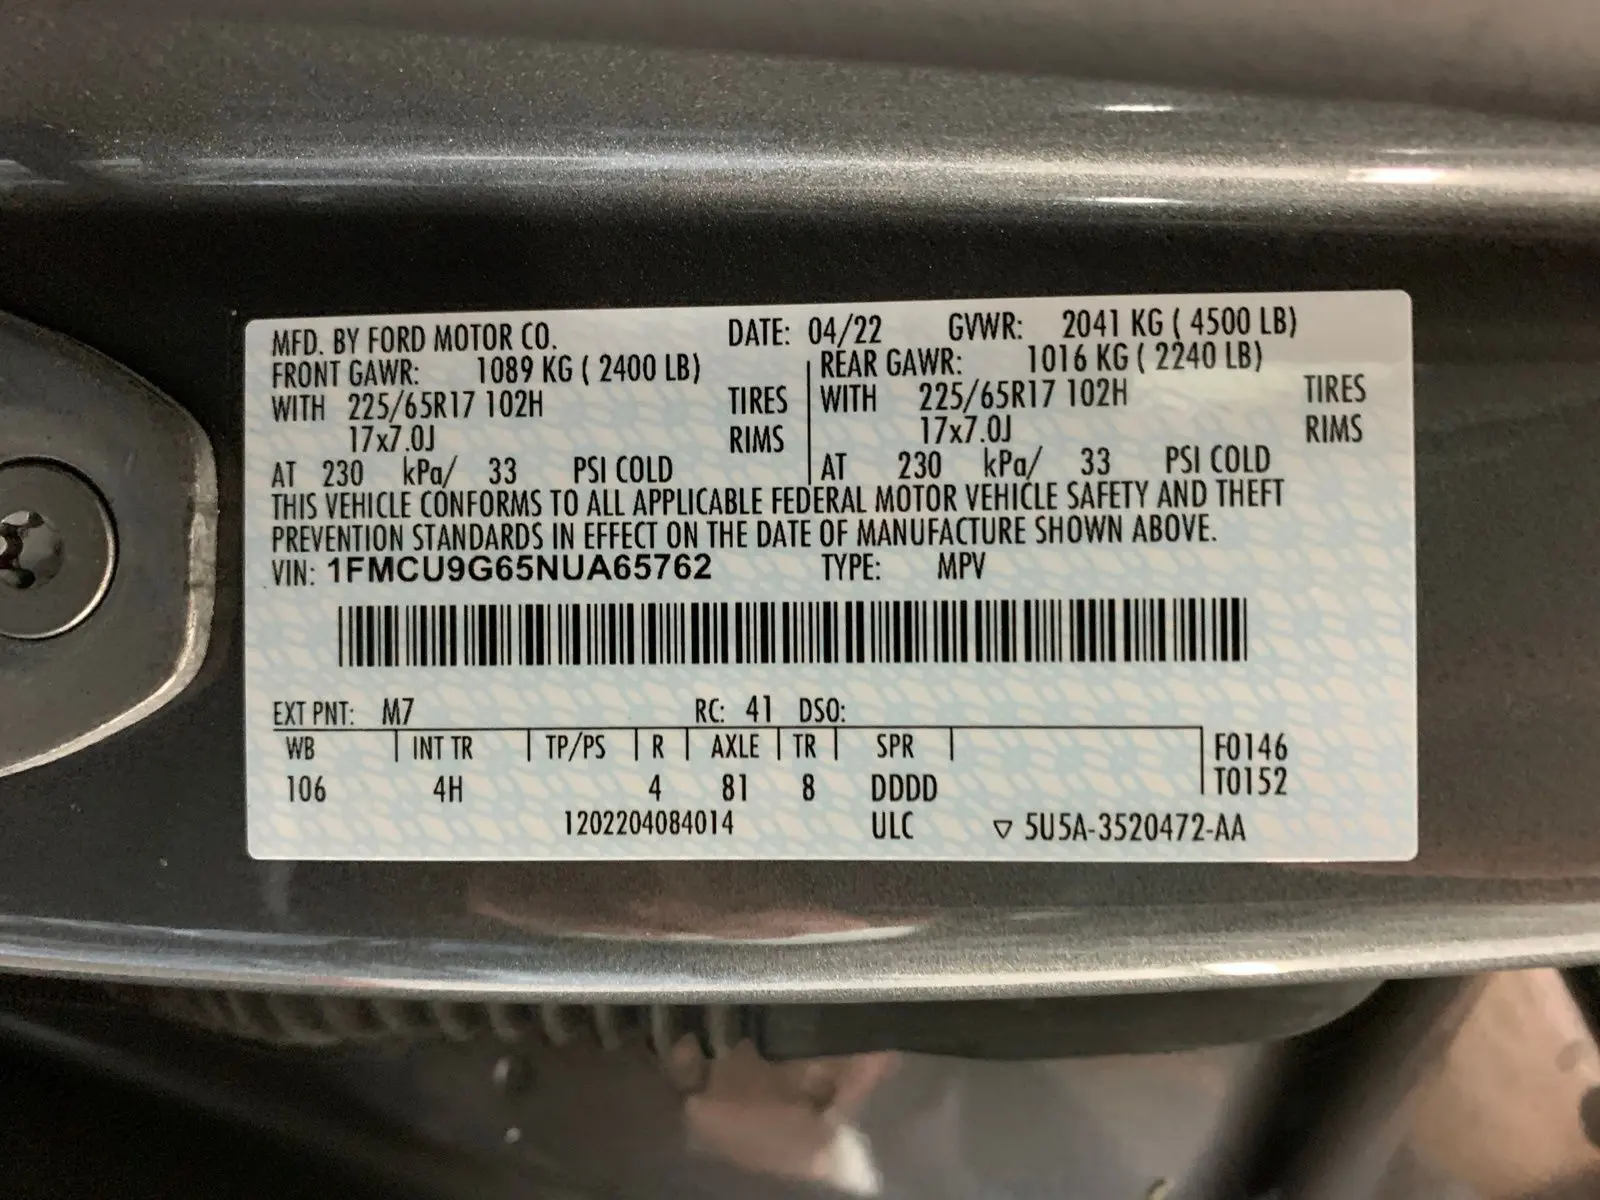 MFD. BY FORD MOTOR CO. DATE: 04/22 GVWR: 2041 KG ( 4500 LB)
FRONT GAWR: 1089 KG ( 2400 LB) REAR GAWR: 1016 KG ( 2240 LB)
WITH 225/65R17 102H TIRES WITH 225/65R17 102H TIRES
17x7.0J RIMS 17x7.0J RIMS
AT 230 kPa/ 33 PSI COLD AT 230 kPa/ 33 PSI COLD
THIS VEHICLE CONFORMS TO ALL APPLICABLE FEDERAL MOTOR VEHICLE SAFETY AND THEFT
PREVENTION STANDARDS IN EFFECT ON THE DATE OF MANUFACTURE SHOWN ABOVE.
VIN: 1FMCU9G65NUA65762 TYPE: MPV
EXT PNT: M7 RC: 41 DSO:
WB INT TR TP/PS R AXLE TR SPR F0146
106 4H 4 81 8 DDDD T0152
1202204084014 ULC ▽ 5U5A-3520472-AA